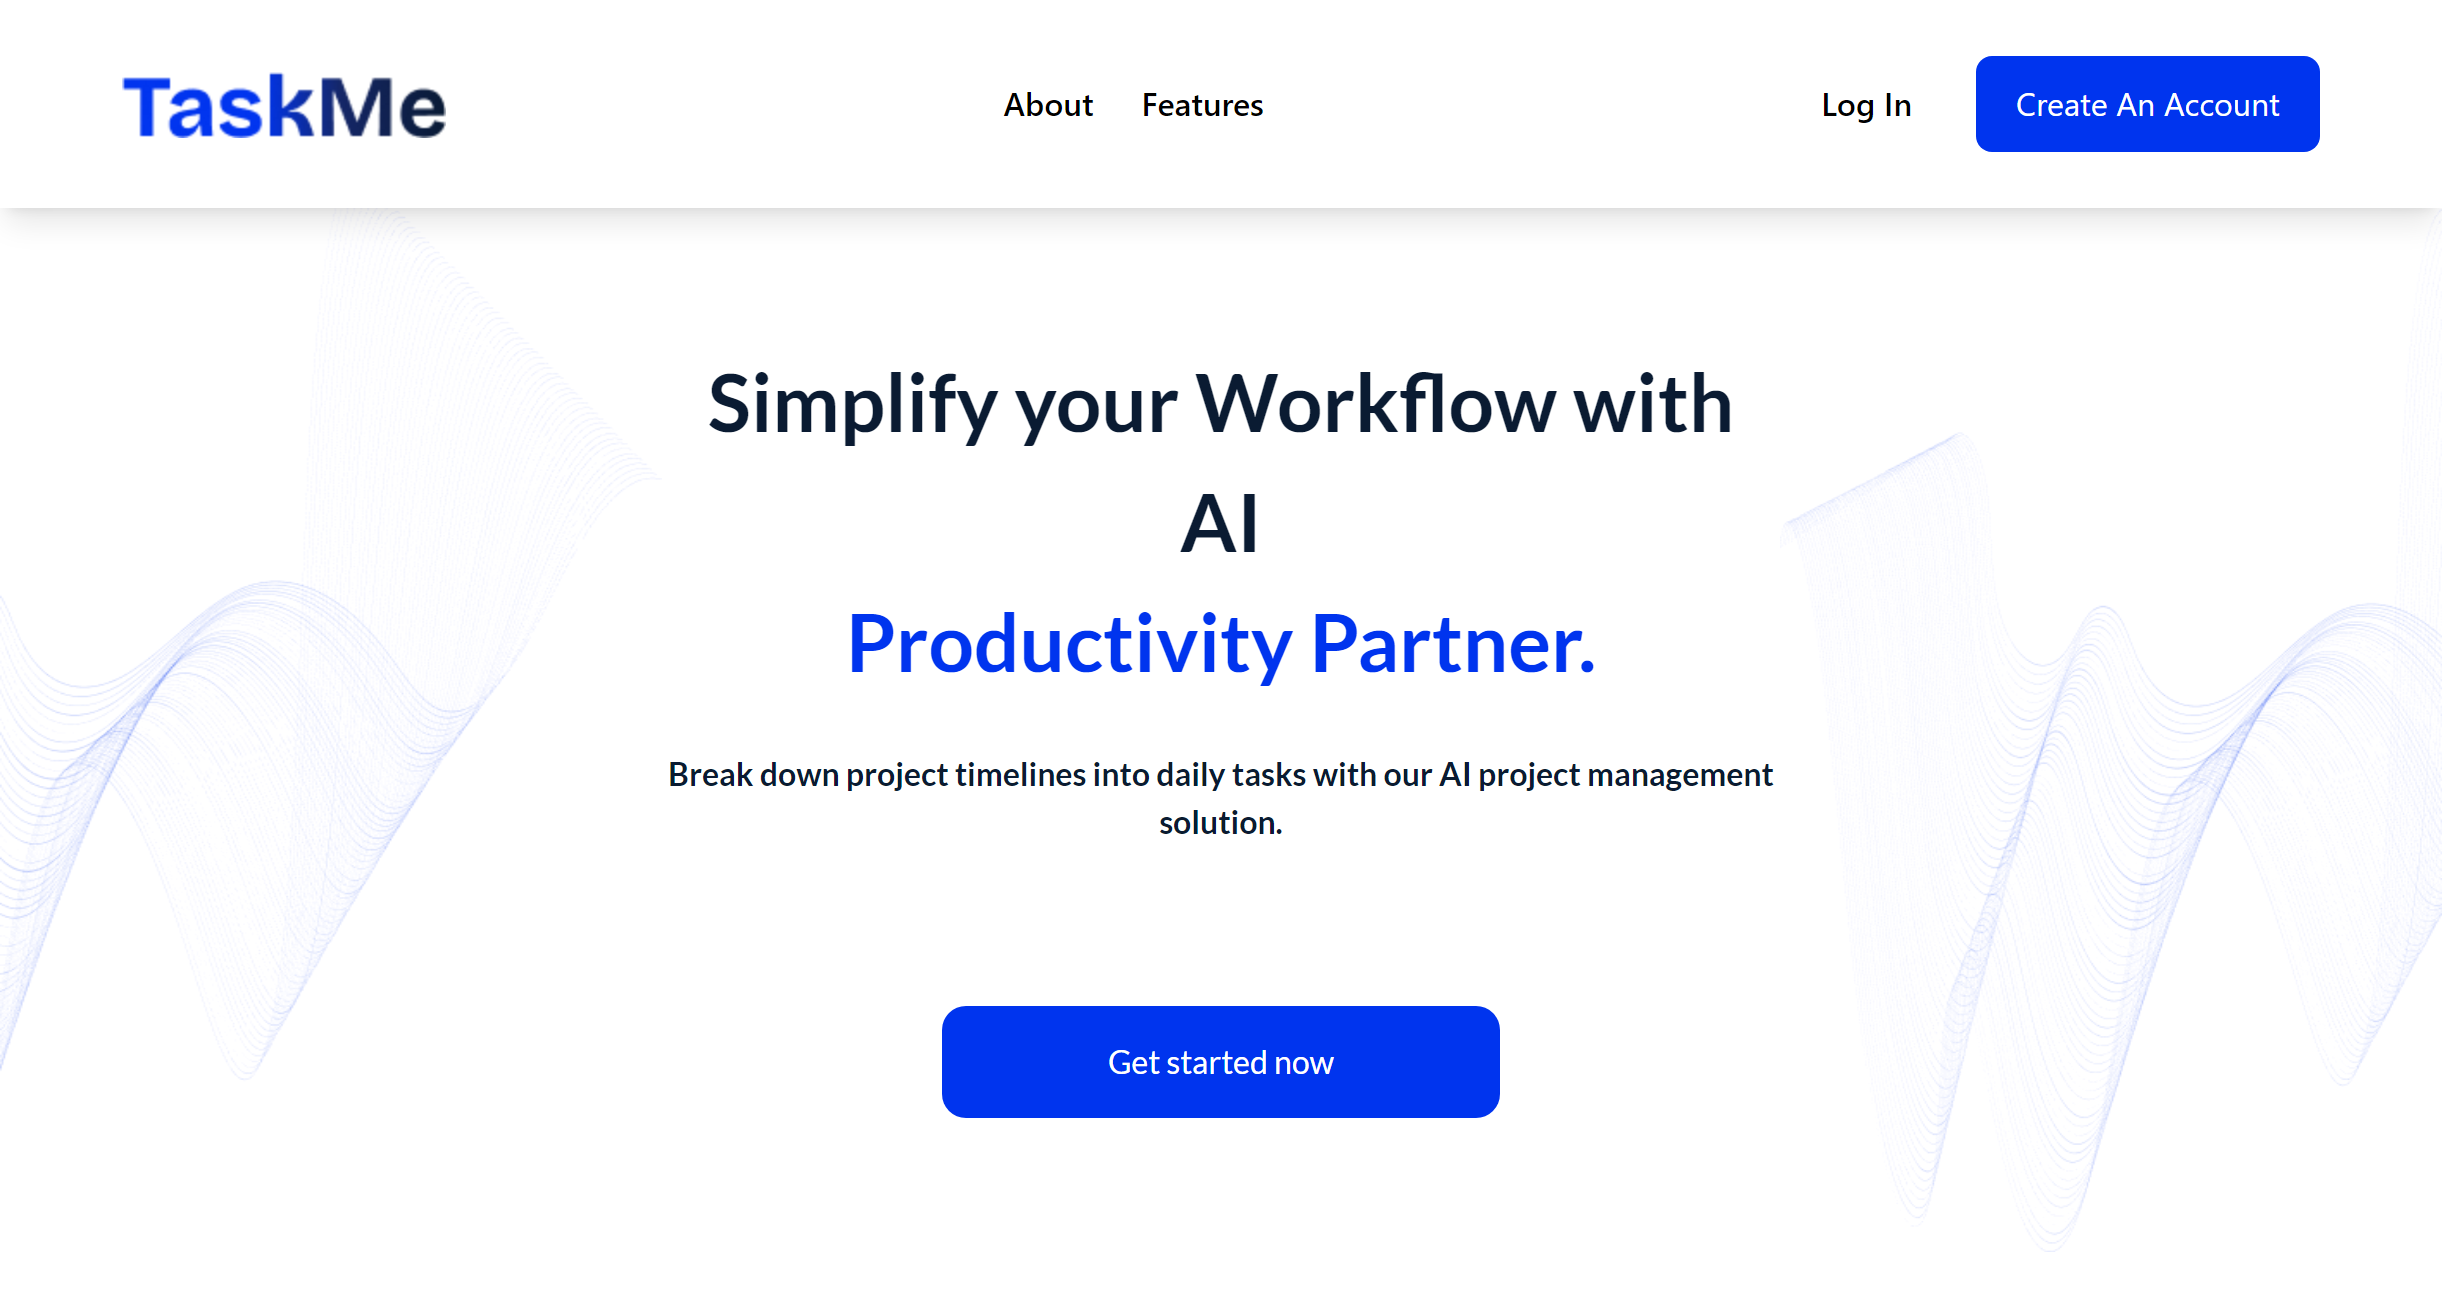 TaskMe
About
Features
Log In
Create An Account
Simplify your Workflow with
AI
Productivity Partner.
Break down project timelines into daily tasks with our AI project management
solution.
Get started now